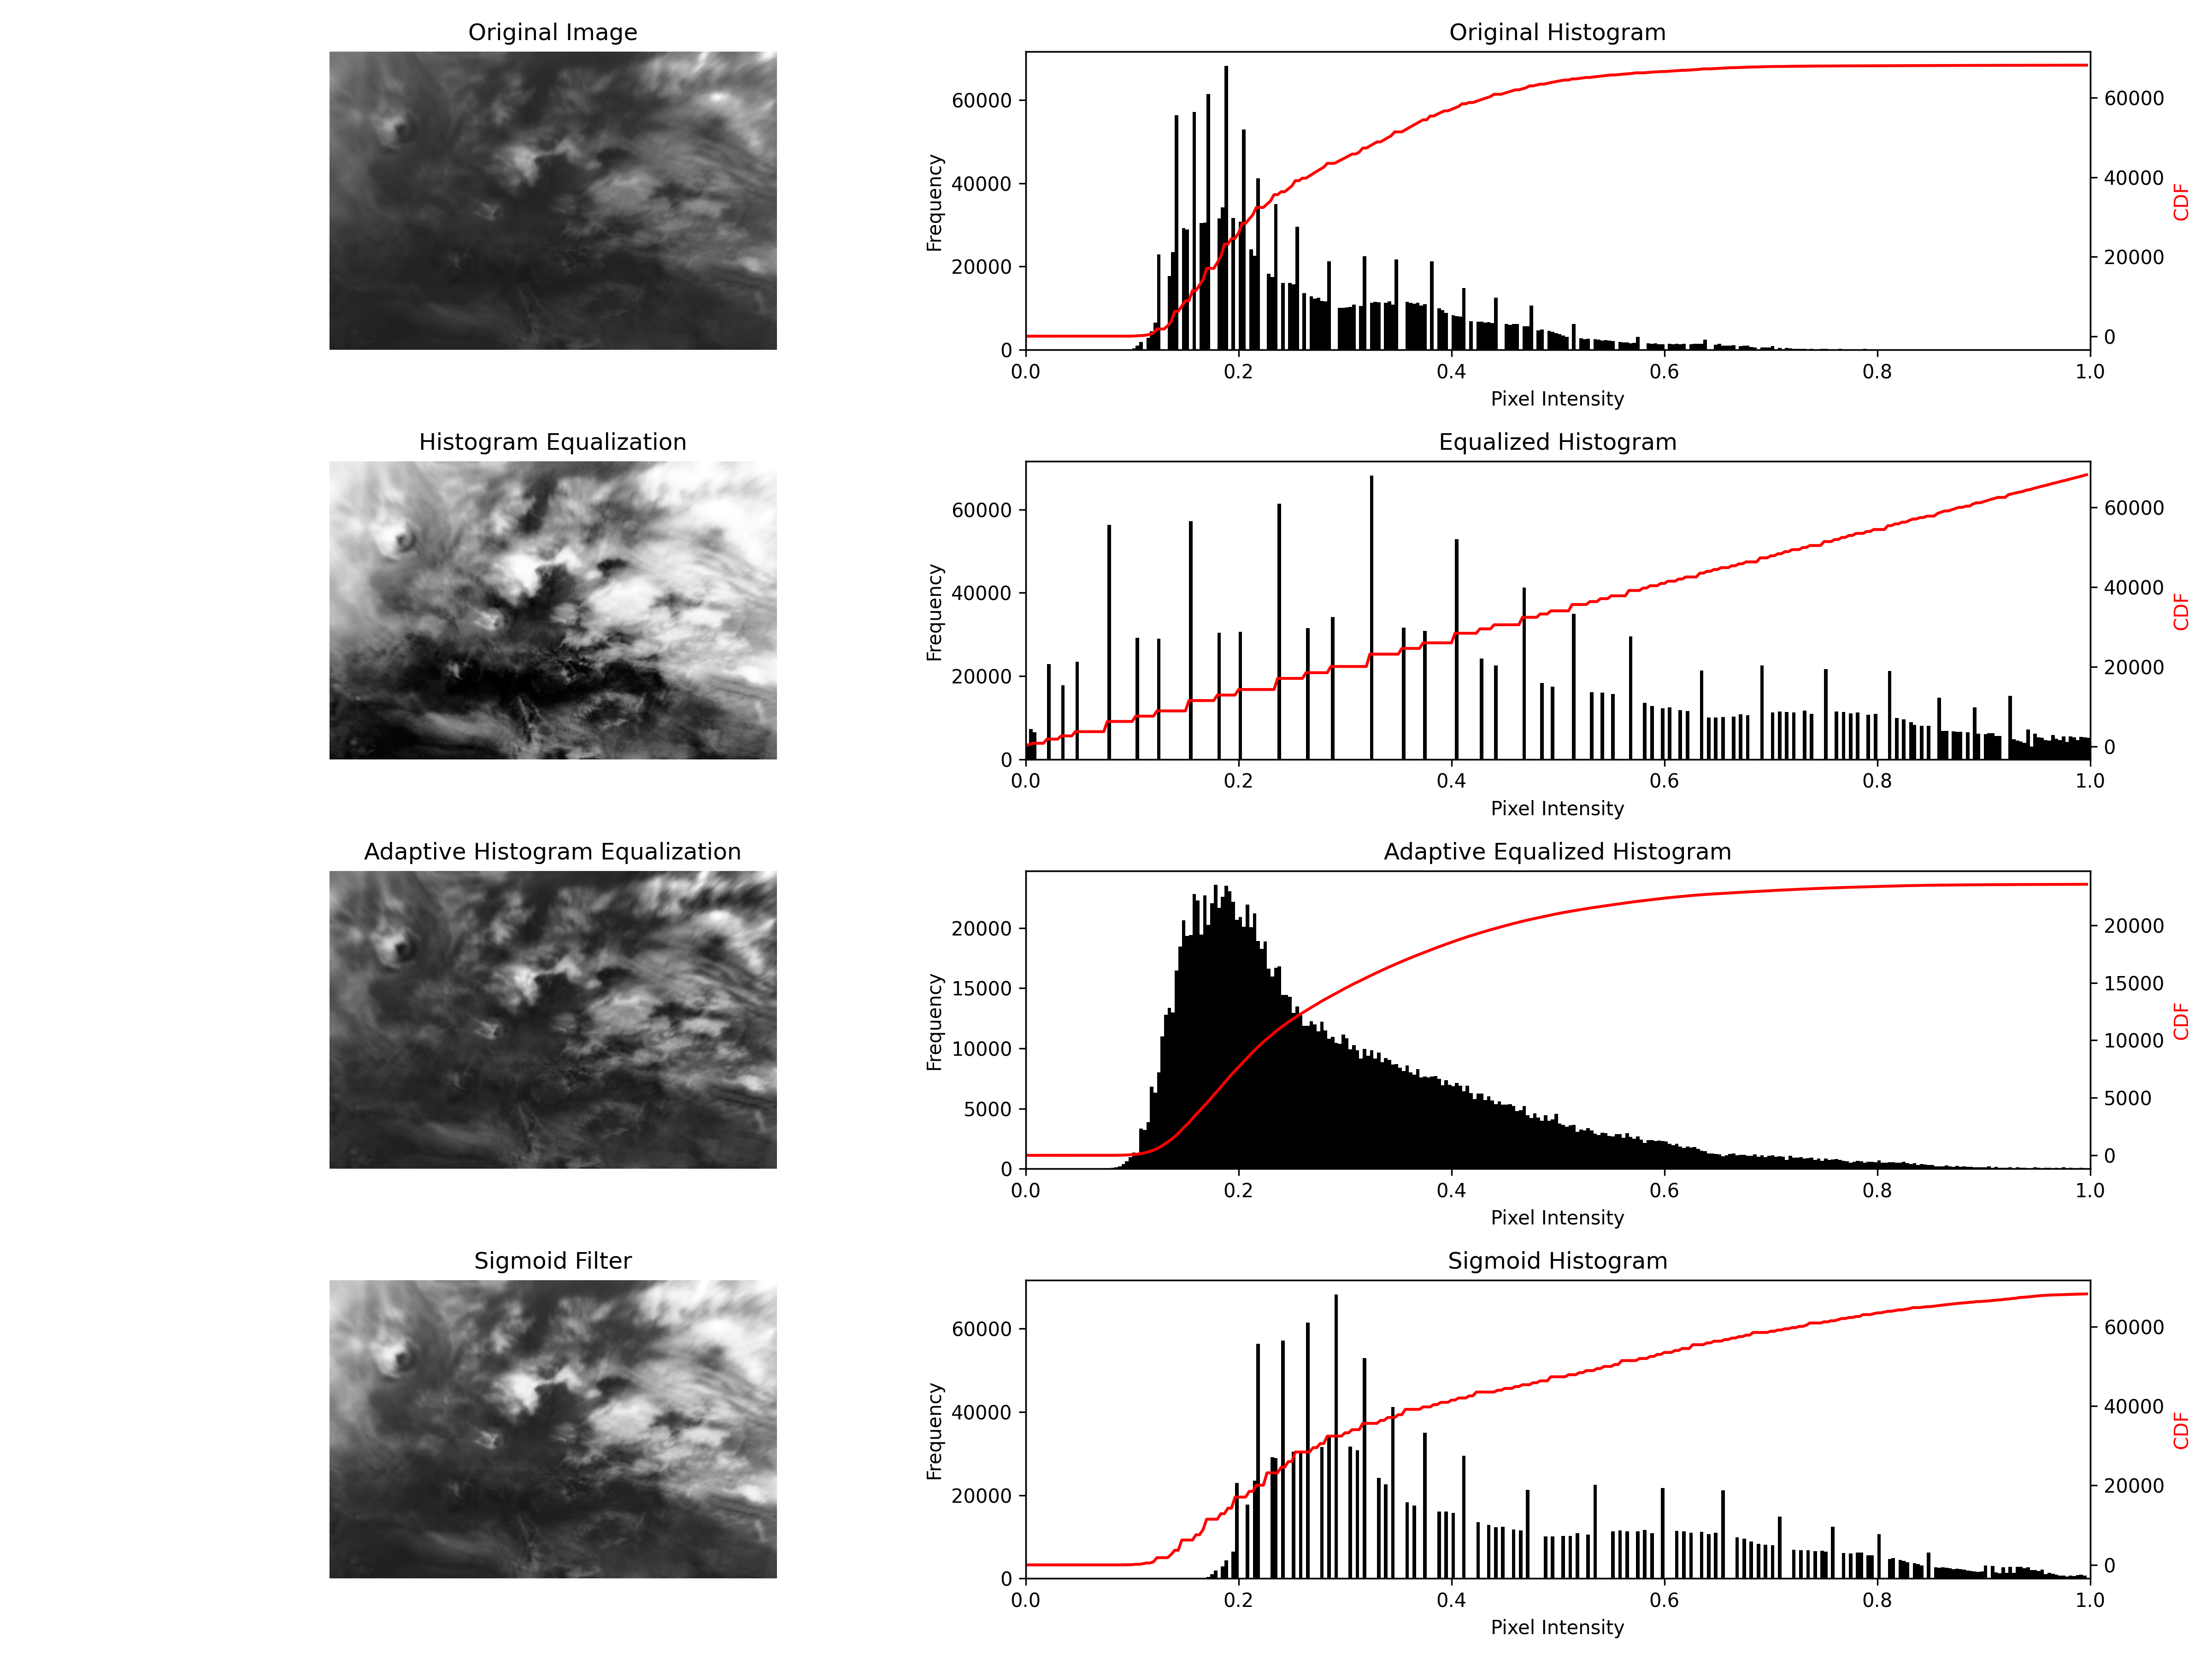 Original Image
Original Histogram
Frequency
60000
40000
20000
0
0.0 0.2 0.4 0.6 0.8 1.0
Pixel Intensity
60000
40000
20000
0
CDF
Histogram Equalization
Equalized Histogram
Frequency
60000
40000
20000
0
0.0 0.2 0.4 0.6 0.8 1.0
Pixel Intensity
60000
40000
20000
0
CDF
Adaptive Histogram Equalization
Adaptive Equalized Histogram
Frequency
20000
15000
10000
5000
0
0.0 0.2 0.4 0.6 0.8 1.0
Pixel Intensity
20000
15000
10000
5000
0
CDF
Sigmoid Filter
Sigmoid Histogram
Frequency
60000
40000
20000
0
0.0 0.2 0.4 0.6 0.8 1.0
Pixel Intensity
60000
40000
20000
0
CDF